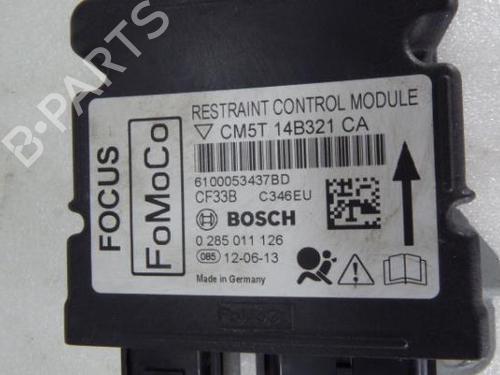 B-PARTS
FOCUS
FoMoCo
RESTRAINT CONTROL MODULE
CM5T 14B321 CA
6100053437BD
CF33B C346EU
BOSCH
0 285 011 126
085 12-06-13
Made in Germany
FoMoCo